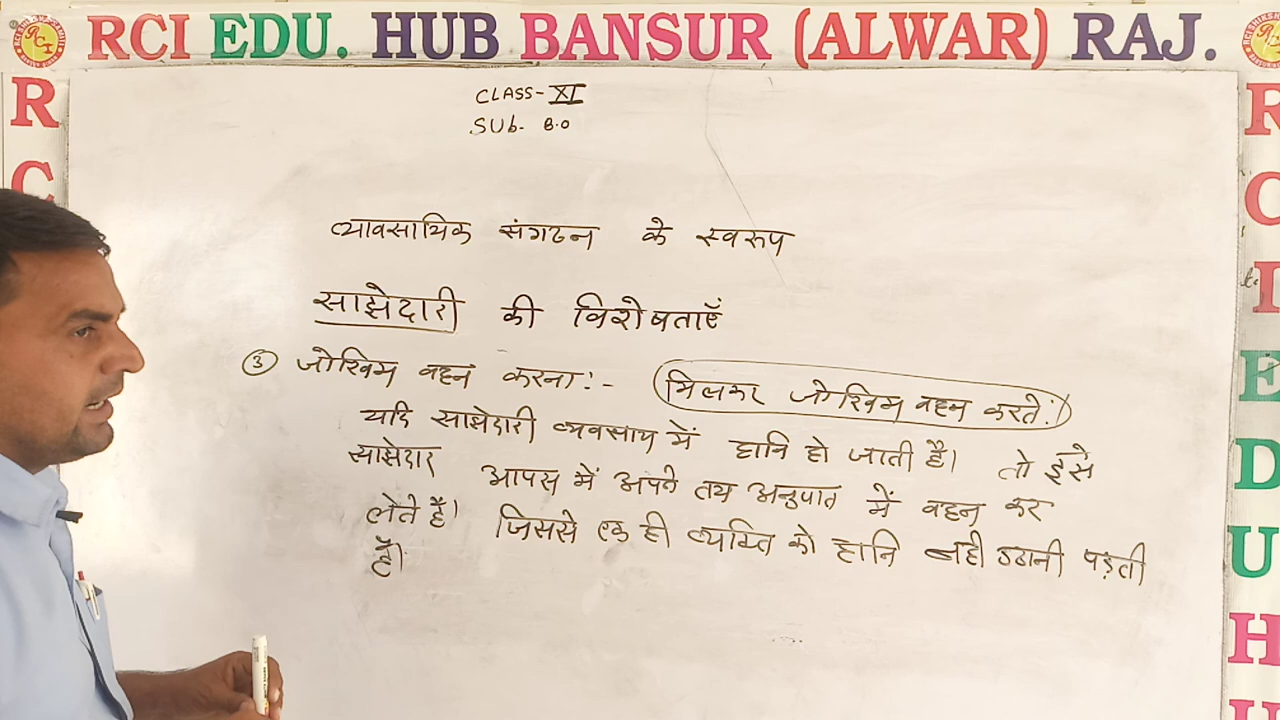 RCI EDU. HUB BANSUR (ALWAR) RAJ.
CLASS-XI
SUb. B.O
व्यावसायिक संगठन के स्वरूप
साझेदारी की विशेषताएँ
③ जोखिम वहन करना:- (मिलकर जोखिम वहन करते:)
यदि साझेदारी व्यवसाय में हानि हो जाती है। तो इसे
साझेदार आपस में अपने तय अनुपात में वहन कर
लेते है। जिससे एक ही व्यक्ति को हानि नही उठानी पड़ती
है।
R
C
R
C
I
E
D
U
H